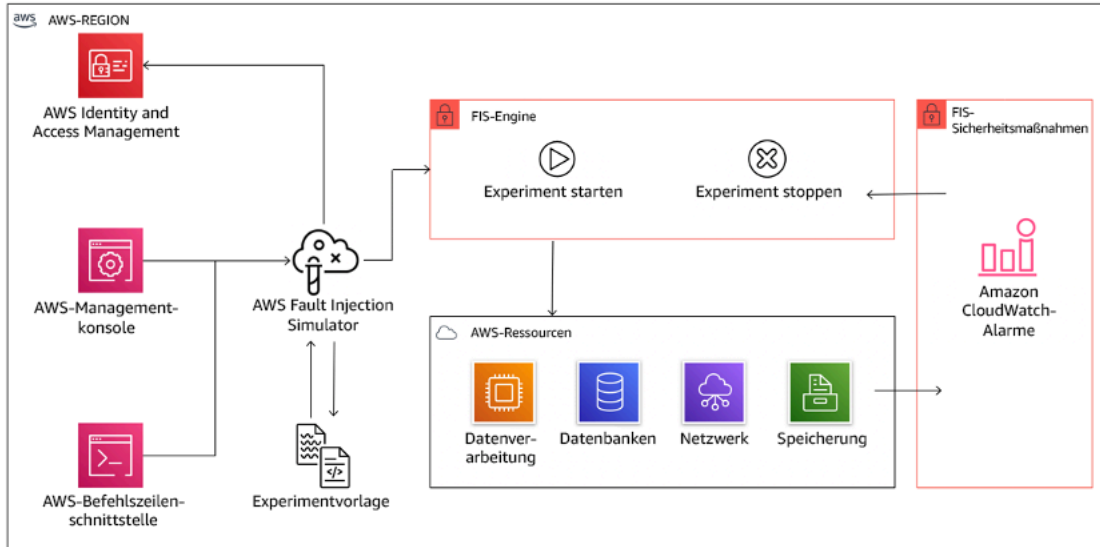 aws
AWS-REGION
AWS Identity and
Access Management
AWS-Management-
konsole
AWS-Befehlszeilen-
schnittstelle
AWS Fault Injection
Simulator
Experimentvorlage
</>
FIS-Engine
Experiment starten
Experiment stoppen
AWS-Ressourcen
Datenver-
arbeitung
Datenbanken
Netzwerk
Speicherung
FIS-
Sicherheitsmaßnahmen
Amazon
CloudWatch-
Alarme